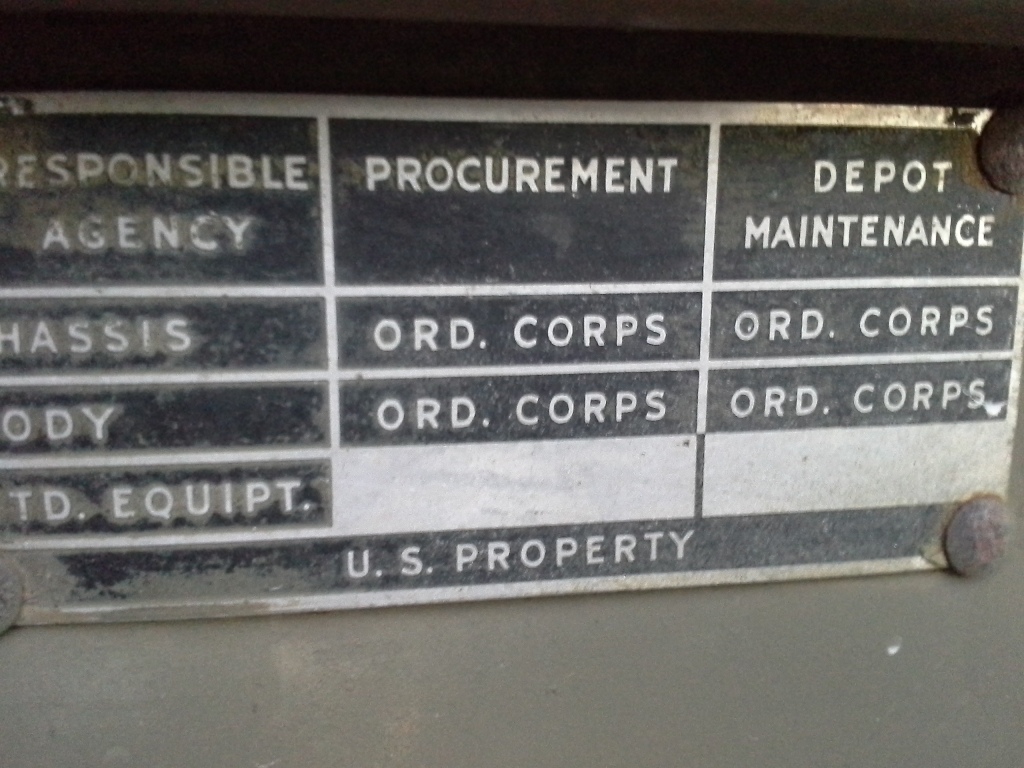 RESPONSIBLE AGENCY PROCUREMENT DEPOT MAINTENANCE
HASSIS ORD. CORPS ORD. CORPS
ODY ORD. CORPS ORD. CORPS
TD. EQUIPT.
U. S. PROPERTY